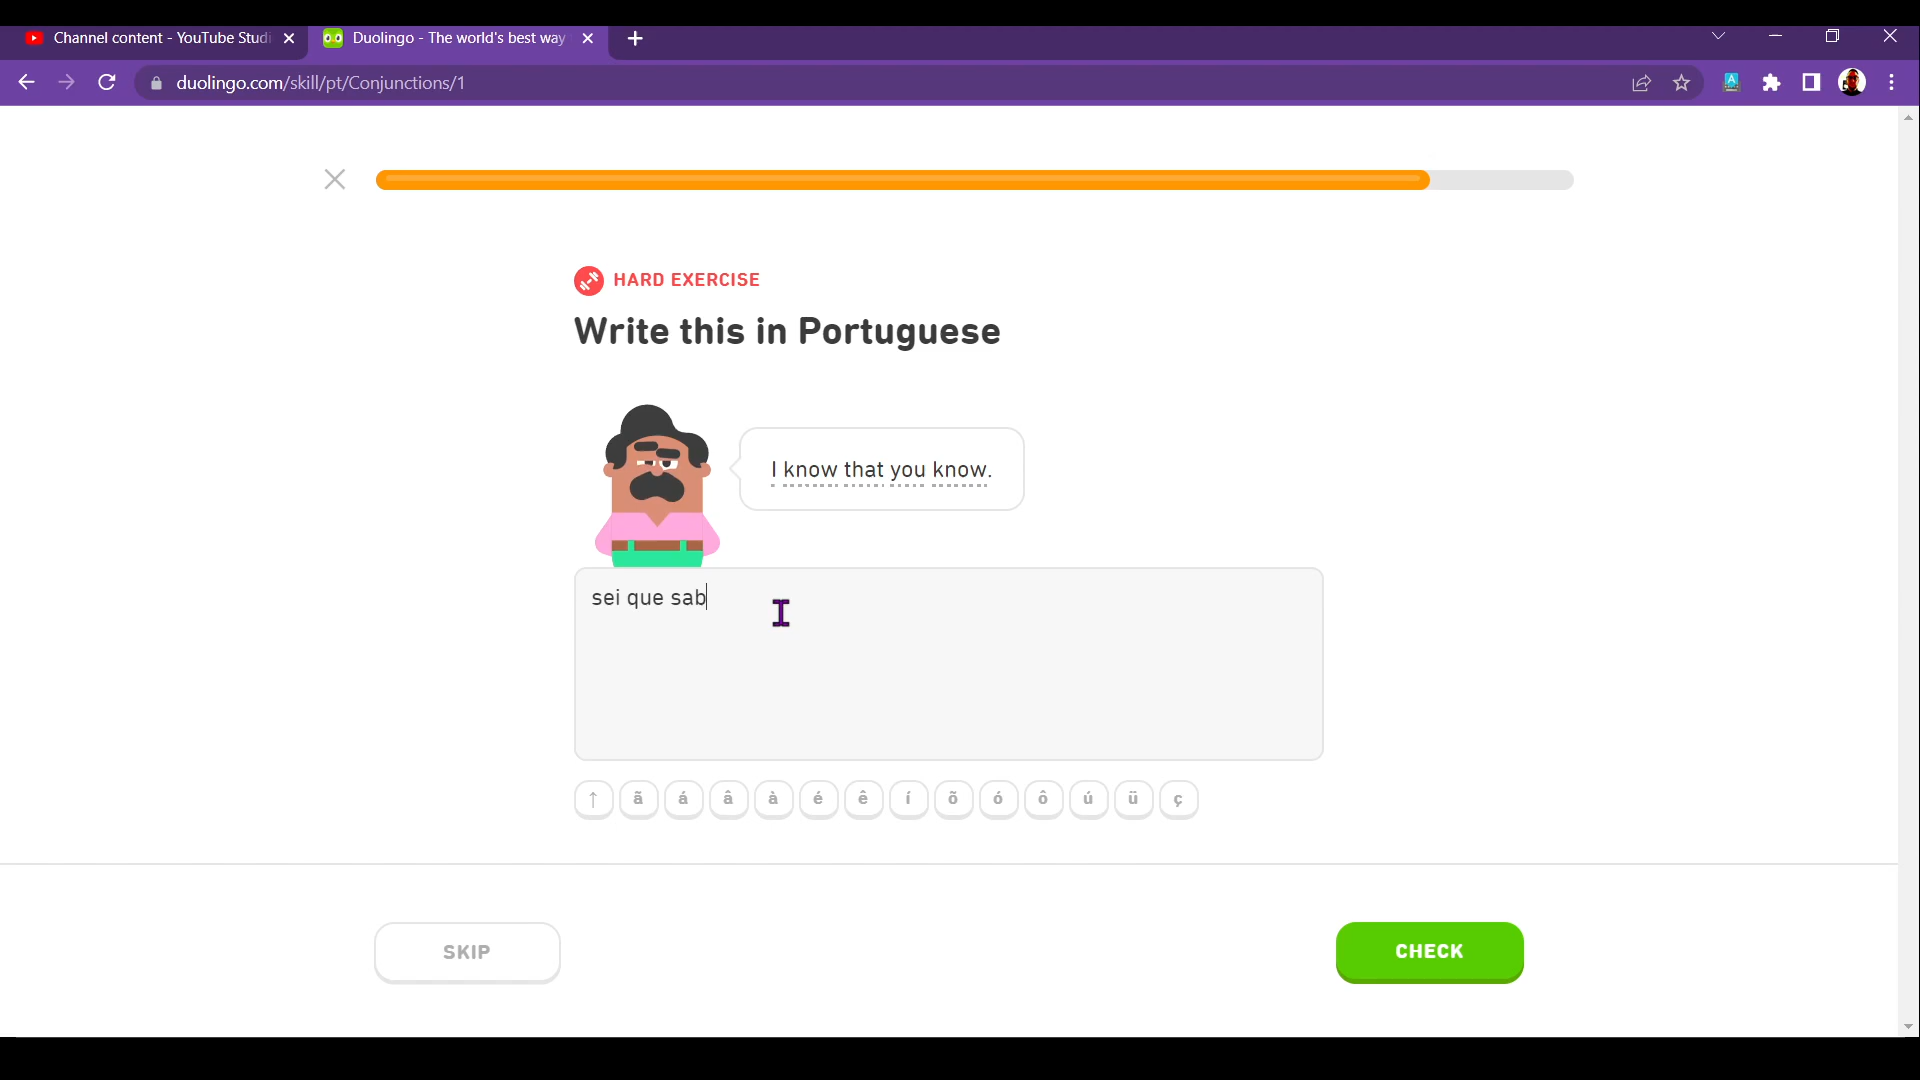 Channel content - YouTube Studi
Duolingo - The world's best way
duolingo.com/skill/pt/Conjunctions/1
HARD EXERCISE
Write this in Portuguese
I know that you know.
sei que sab
↑ ã á â à é ê í õ ó ô ú ü ç
SKIP
CHECK